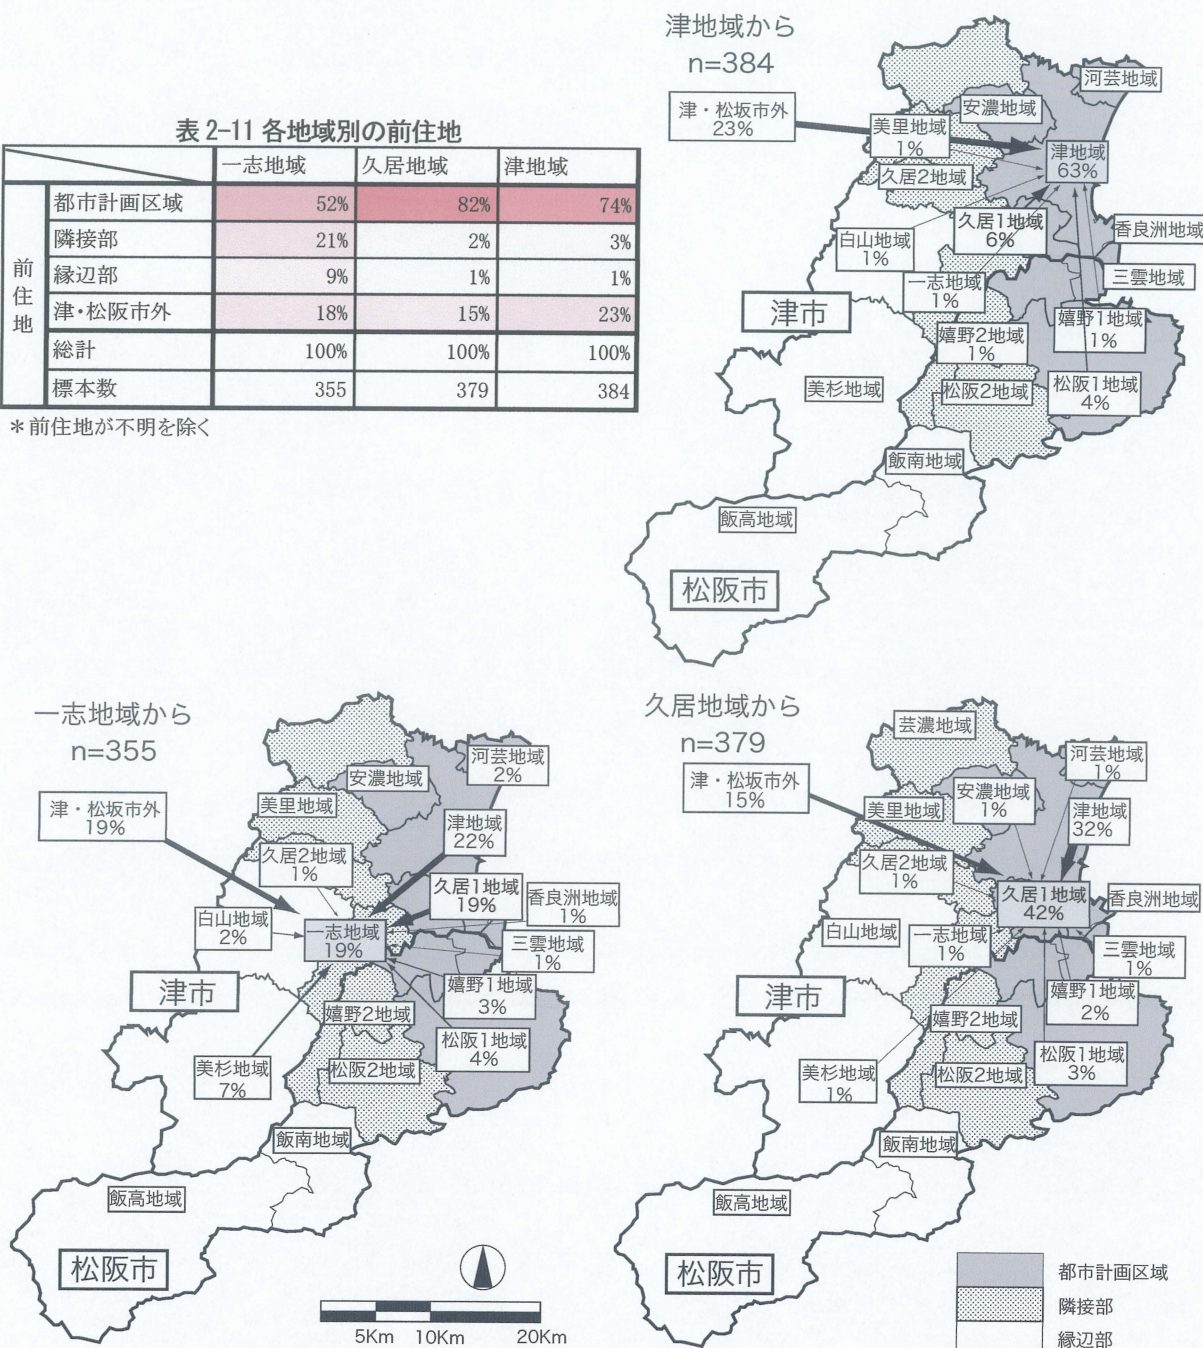 表 2-11 各地域別の前住地
一志地域 久居地域 津地域
前住地
都市計画区域 52% 82% 74%
隣接部 21% 2% 3%
縁辺部 9% 1% 1%
津・松阪市外 18% 15% 23%
総計 100% 100% 100%
標本数 355 379 384
*前住地が不明を除く
津地域から
n=384
津・松坂市外
23%
河芸地域
安濃地域
美里地域
1%
津地域
63%
久居2地域
久居1地域
6%
香良洲地域
白山地域
1%
三雲地域
一志地域
1%
津市
嬉野1地域
1%
嬉野2地域
1%
美杉地域
松阪2地域
松阪1地域
4%
飯南地域
飯高地域
松阪市
一志地域から
n=355
津・松坂市外
19%
河芸地域
2%
安濃地域
美里地域
津地域
22%
久居2地域
1%
久居1地域
19%
香良洲地域
1%
白山地域
2%
一志地域
19%
三雲地域
1%
津市
嬉野1地域
3%
嬉野2地域
松阪1地域
4%
美杉地域
7%
松阪2地域
飯南地域
飯高地域
松阪市
5Km 10Km 20Km
久居地域から
n=379
芸濃地域
津・松坂市外
15%
河芸地域
1%
安濃地域
1%
美里地域
津地域
32%
久居2地域
1%
久居1地域
42%
香良洲地域
白山地域
一志地域
1%
三雲地域
1%
津市
嬉野1地域
2%
嬉野2地域
松阪1地域
3%
美杉地域
1%
松阪2地域
飯南地域
飯高地域
松阪市
都市計画区域
隣接部
縁辺部